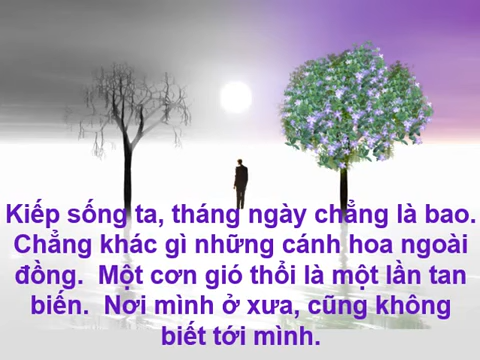 Kiếp sống ta, tháng ngày chẳng là bao.
Chẳng khác gì những cánh hoa ngoài
đồng.  Một cơn gió thổi là một lần tan
biến.  Nơi mình ở xưa, cũng không
biết tới mình.